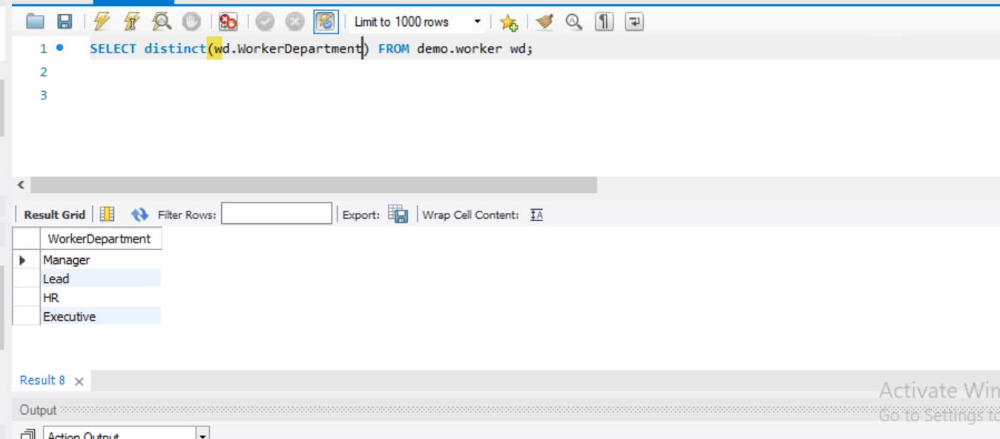 Limit to 1000 rows
1 SELECT distinct(wd.WorkerDepartment) FROM demo.worker wd;
2
3
Result Grid Filter Rows: Export: Wrap Cell Content:
WorkerDepartment
Manager
Lead
HR
Executive
Result 8
Activate Win
Output
Go to Settings to
Action Output